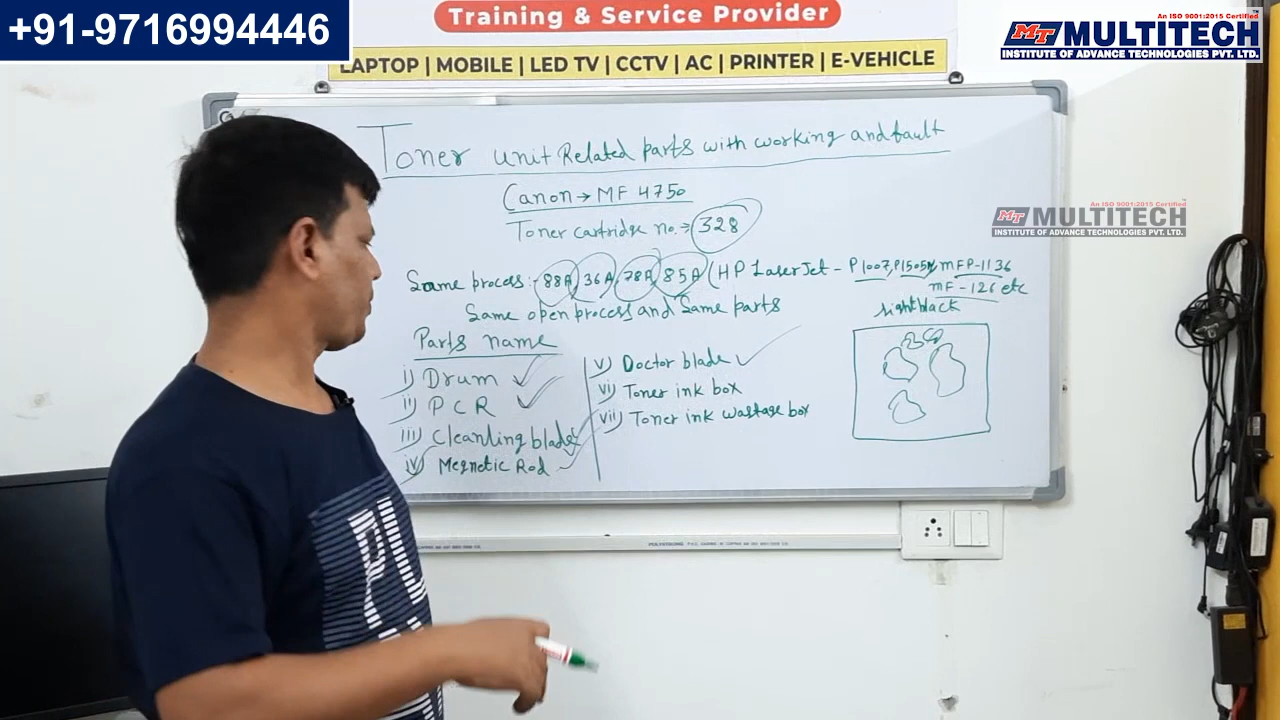 +91-9716994446
Training & Service Provider
LAPTOP | MOBILE | LED TV | CCTV | AC | PRINTER | E-VEHICLE
An ISO 9001:2015 Certified
MT MULTITECH
INSTITUTE OF ADVANCE TECHNOLOGIES PVT. LTD.
Toner unit Related parts with working and fault
Canon → MF 4750
Toner cartridge no. :- 328
An ISO 9001:2015 Certified
MT MULTITECH
INSTITUTE OF ADVANCE TECHNOLOGIES PVT. LTD.
Same process:- 88A, 36A, 78A, 85A (HP LaserJet - P1007, P1505N, MFP-1136
MF-126 etc
Same open process and Same parts
light black
Parts name
i) Drum
ii) PCR
iii) Cleanling blade
iv) Megnetic Rod
v) Doctor blade
vi) Toner ink box
vii) Toner ink wastage box
PL